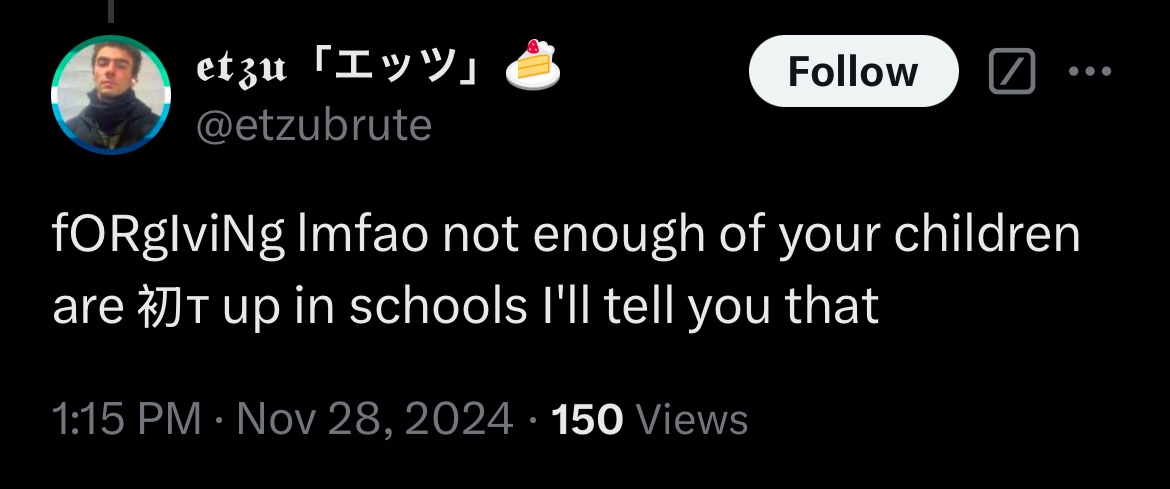 𝖊𝖙𝖟𝖚「エッツ」🍰
Follow
@etzubrute
fORgIviNg lmfao not enough of your children
are 初ᴛ up in schools I'll tell you that
1:15 PM · Nov 28, 2024 · 150 Views